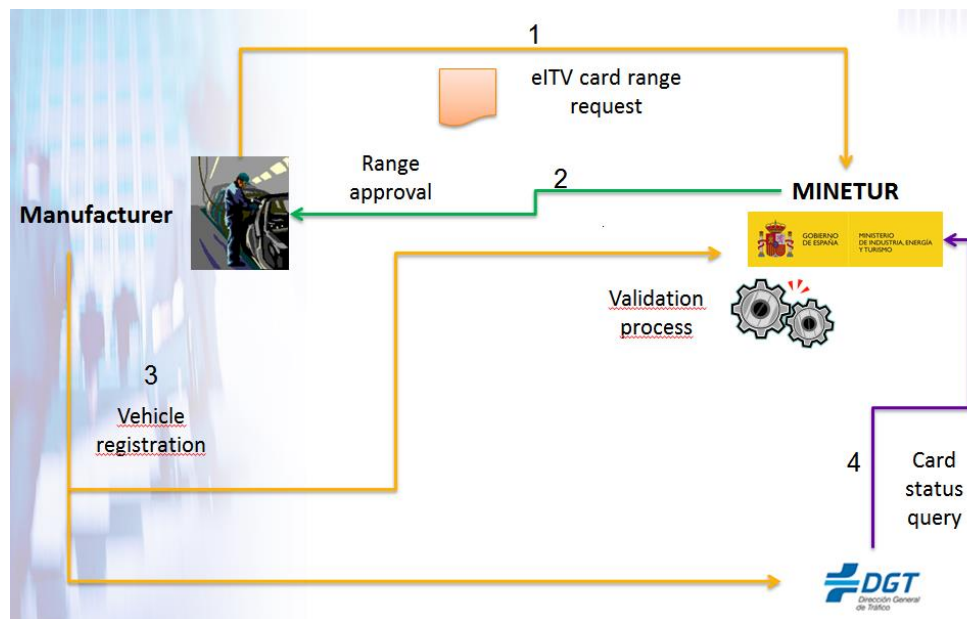 1
eITV card range
request
Range
approval
2
Manufacturer
MINETUR
GOBIERNO
DE ESPAÑA
MINISTERIO
DE INDUSTRIA, ENERGÍA
Y TURISMO
Validation
process
3
Vehicle
registration
4
Card
status
query
DGT
Dirección General
de Tráfico